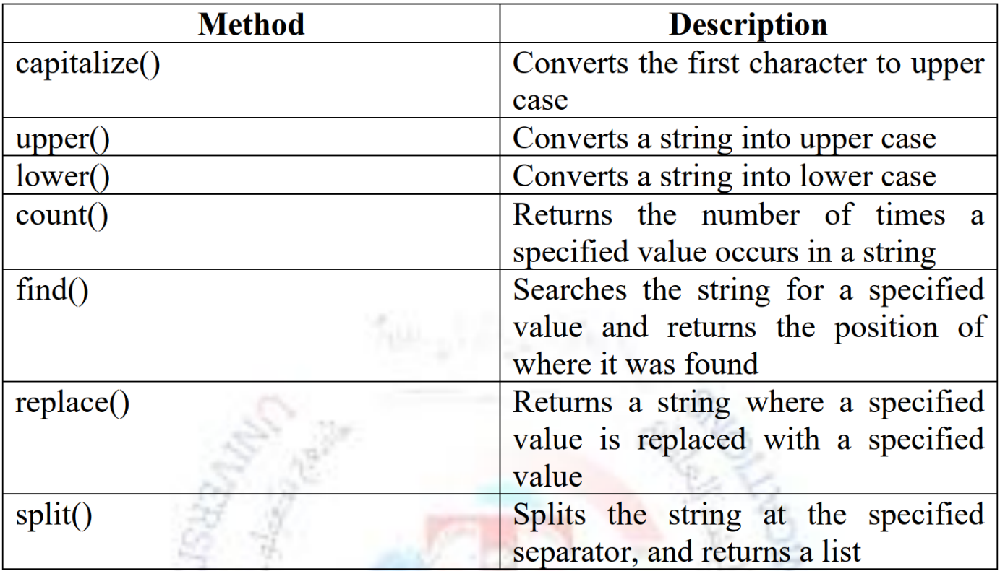 Method Description
capitalize() Converts the first character to upper
case
upper() Converts a string into upper case
lower() Converts a string into lower case
count() Returns the number of times a
specified value occurs in a string
find() Searches the string for a specified
value and returns the position of
where it was found
replace() Returns a string where a specified
value is replaced with a specified
value
split() Splits the string at the specified
separator, and returns a list